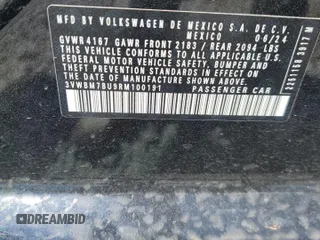 MFD BY VOLKSWAGEN DE MEXICO S.A. DE C.V.
MEXICO 06/24
GVWR 4167 GAWR FRONT 2183 / REAR 2094 LBS
THIS VEHICLE CONFORMS TO ALL APPLICABLE U.S.
FEDERAL MOTOR VEHICLE SAFETY, BUMPER AND
THEFT PREVENTION STANDARDS IN EFFECT ON THE
DATE OF MANUFACTURE SHOWN ABOVE.
3VWBM7BU9RM100191
PASSENGER CAR
DREAMBID